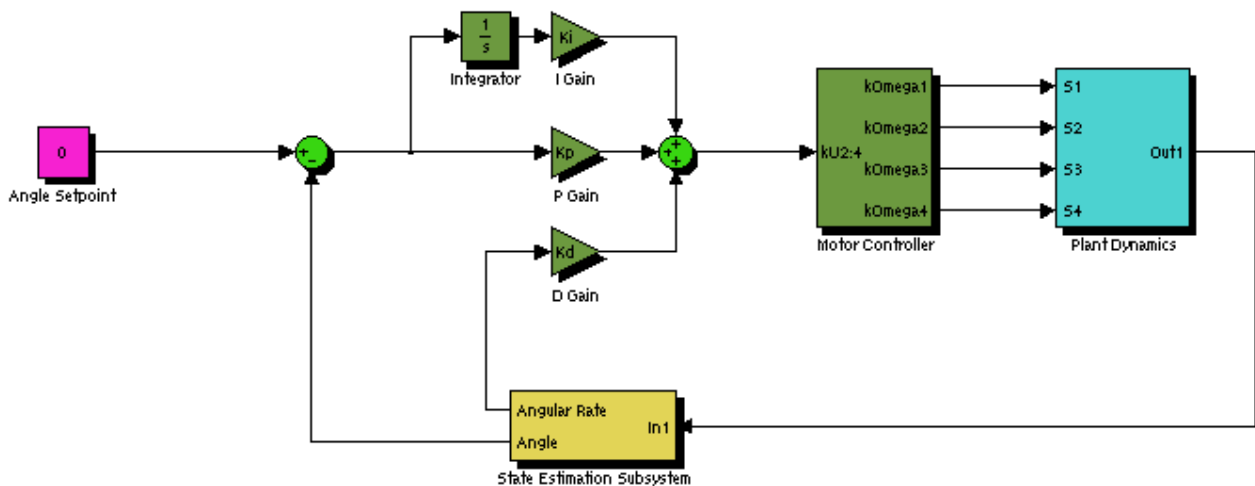 1
s
Ki
Integrator
I Gain
0
Angle Setpoint
+
−
Kp
P Gain
+
+
+
Kd
D Gain
kU2:4
kOmega1
kOmega2
kOmega3
kOmega4
Motor Controller
S1
S2
S3
S4
Out1
Plant Dynamics
Angular Rate
Angle
In1
State Estimation Subsystem